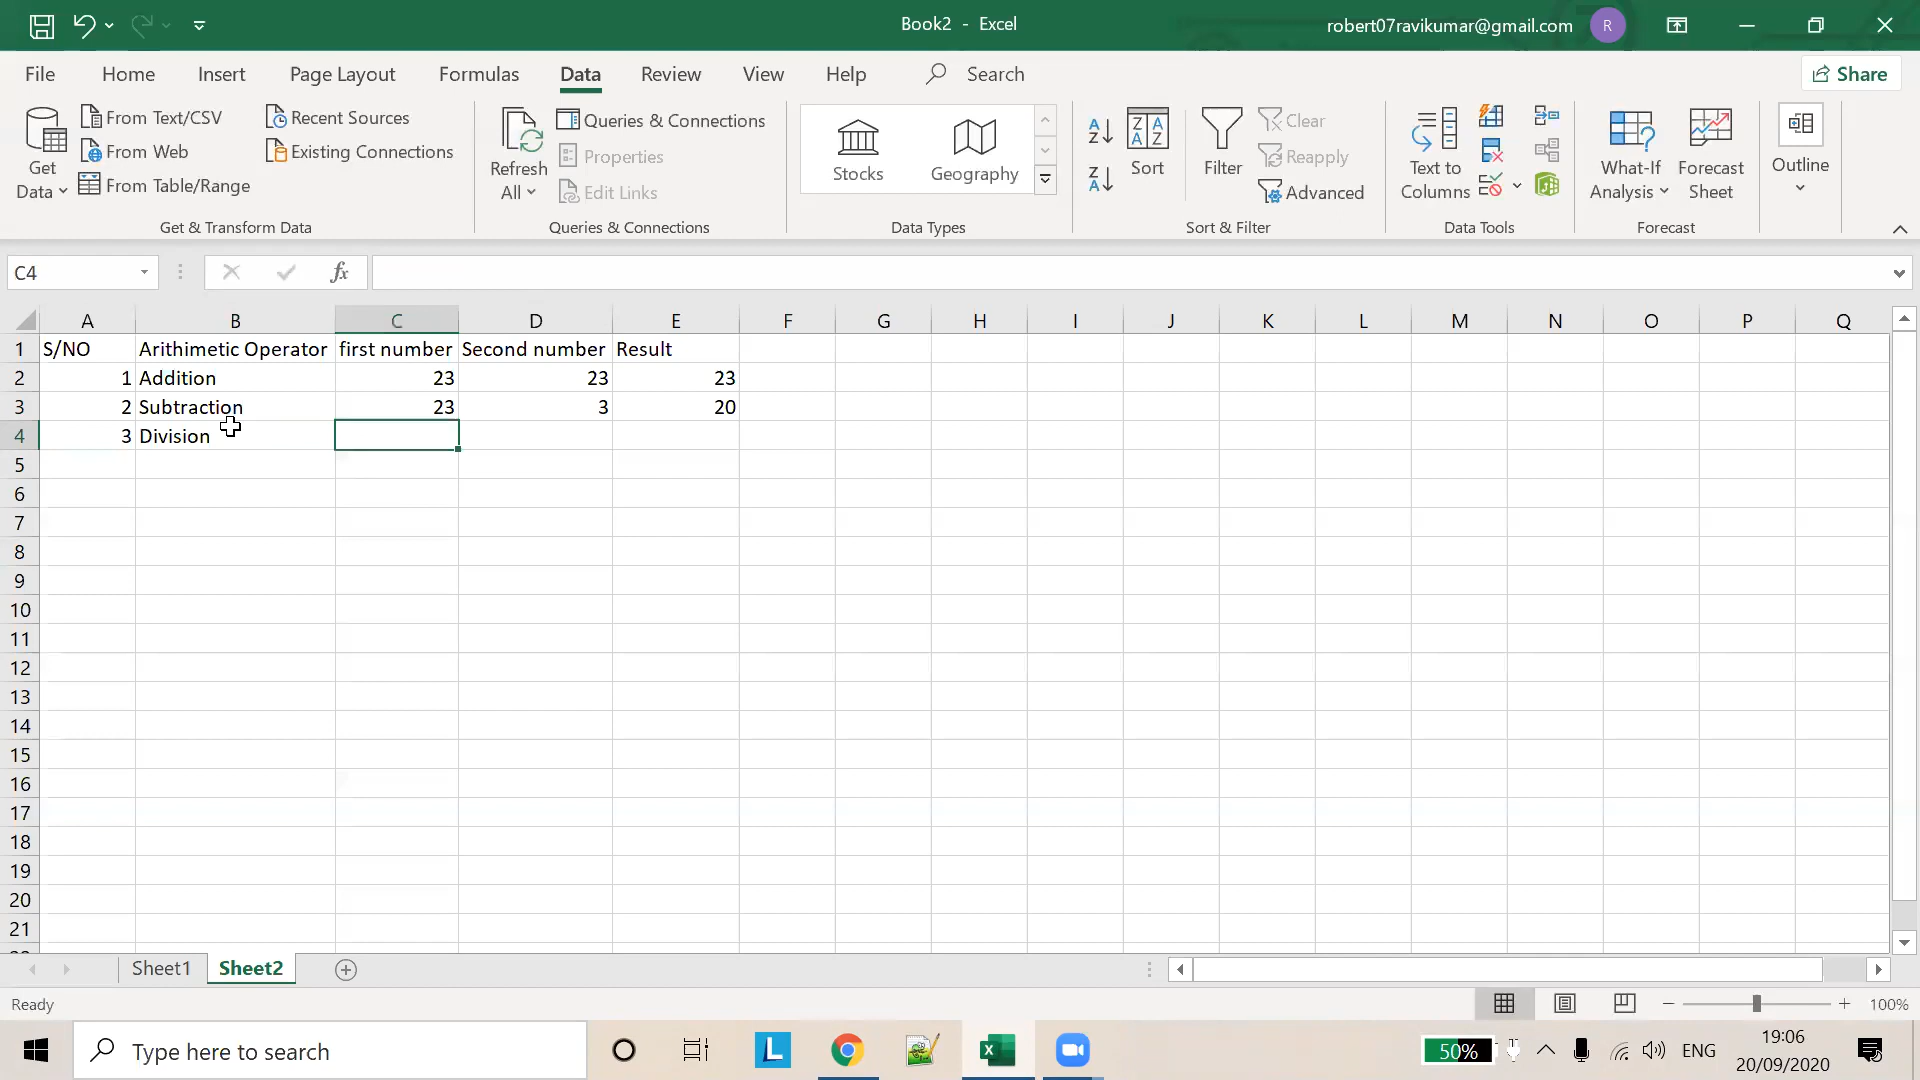 Book2 - Excel
robert07ravikumar@gmail.com
R
File Home Insert Page Layout Formulas Data Review View Help Search Share
Get Data
From Text/CSV
From Web
From Table/Range
Recent Sources
Existing Connections
Get & Transform Data
Refresh All
Queries & Connections
Properties
Edit Links
Queries & Connections
Stocks
Geography
Data Types
Sort
Filter
Clear
Reapply
Advanced
Sort & Filter
Text to Columns
Data Tools
What-If Analysis
Forecast Sheet
Forecast
Outline
C4
fx
A B C D E F G H I J K L M N O P Q
1 S/NO Arithimetic Operator first number Second number Result
2 1 Addition 23 23 23
3 2 Subtraction 23 3 20
4 3 Division
5
6
7
8
9
10
11
12
13
14
15
16
17
18
19
20
21
Sheet1 Sheet2
Ready
100%
Type here to search
L
50%
ENG
19:06
20/09/2020